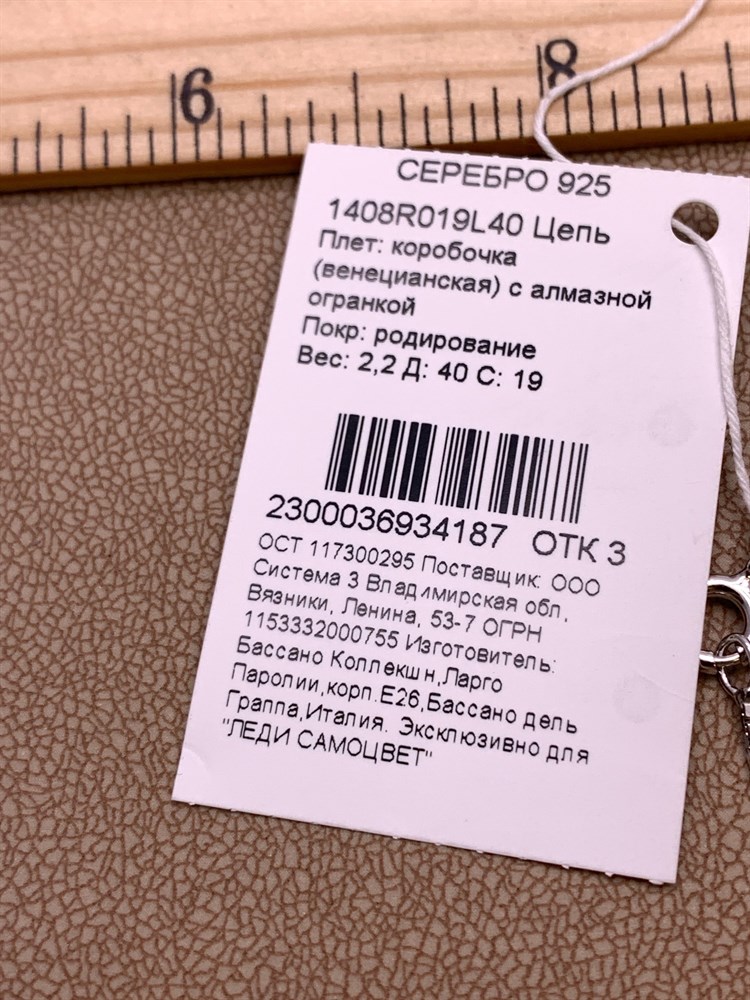 6 8
СЕРЕБРО 925
1408R019L40 Цепь
Плет: коробочка
(венецианская) с алмазной
огранкой
Покр: родирование
Вес: 2,2 Д: 40 С: 19
2300036934187 ОТК 3
ОСТ 117300295 Поставщик: ООО
Система 3 Владимирская обл,
Вязники, Ленина, 53-7 ОГРН
1153332000755 Изготовитель:
Бассано Коллекшн,Ларго
Паролии,корп.Е26,Бассано дель
Граппа,Италия. Эксклюзивно для
"ЛЕДИ САМОЦВЕТ"